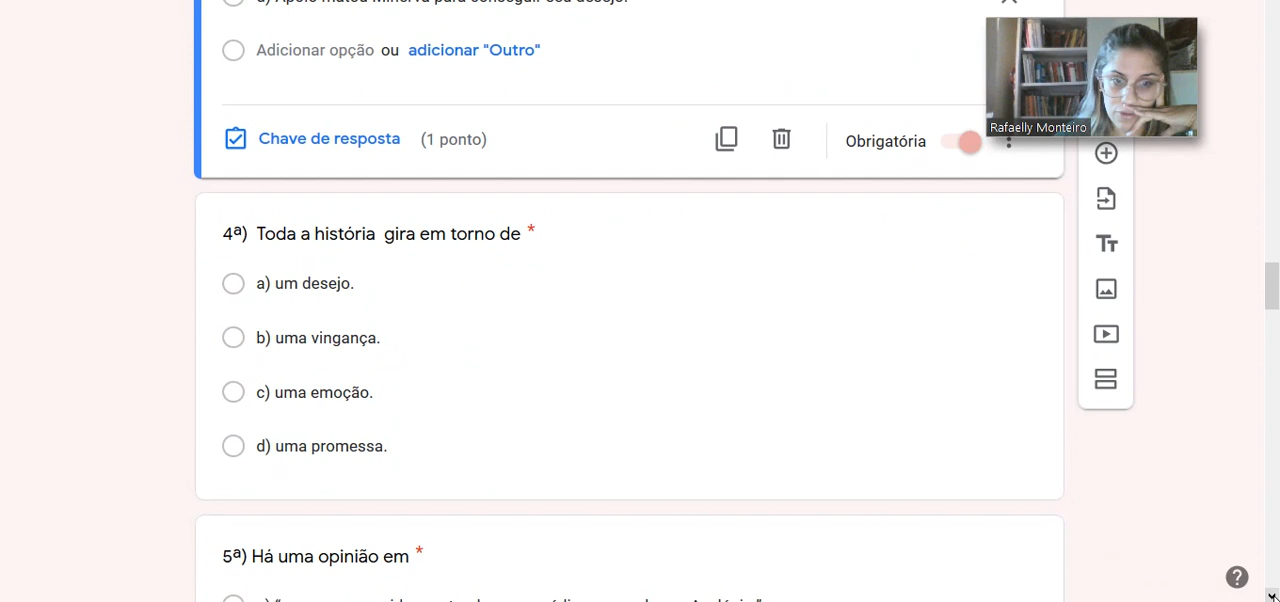 d) Apolo matou Minerva para conseguir seu desejo.
Adicionar opção ou adicionar "Outro"
Rafaelly Monteiro
Chave de resposta (1 ponto)
Obrigatória
4ª) Toda a história gira em torno de *
a) um desejo.
b) uma vingança.
c) uma emoção.
d) uma promessa.
5ª) Há uma opinião em *